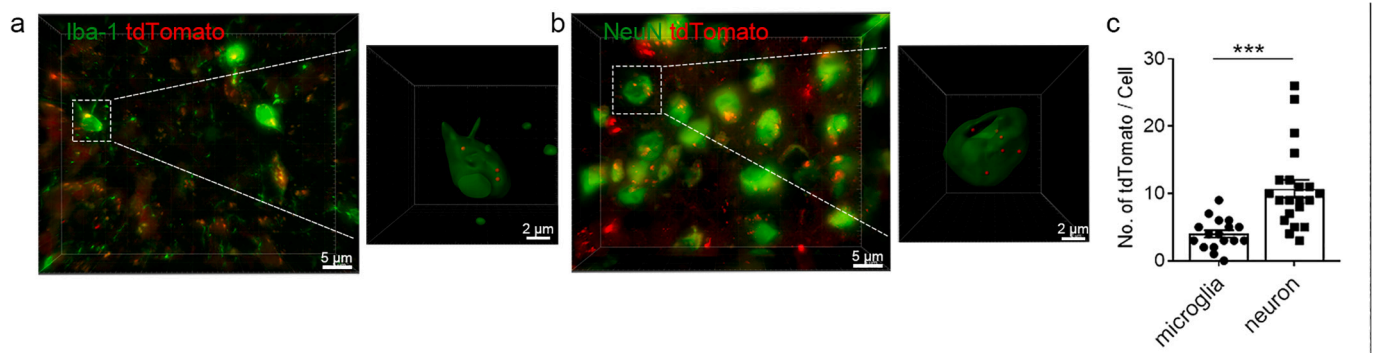 a
Iba-1 tdTomato
5 µm
2 µm
b
NeuN tdTomato
5 µm
2 µm
c
***
No. of tdTomato / Cell
30
20
10
0
microglia
neuron